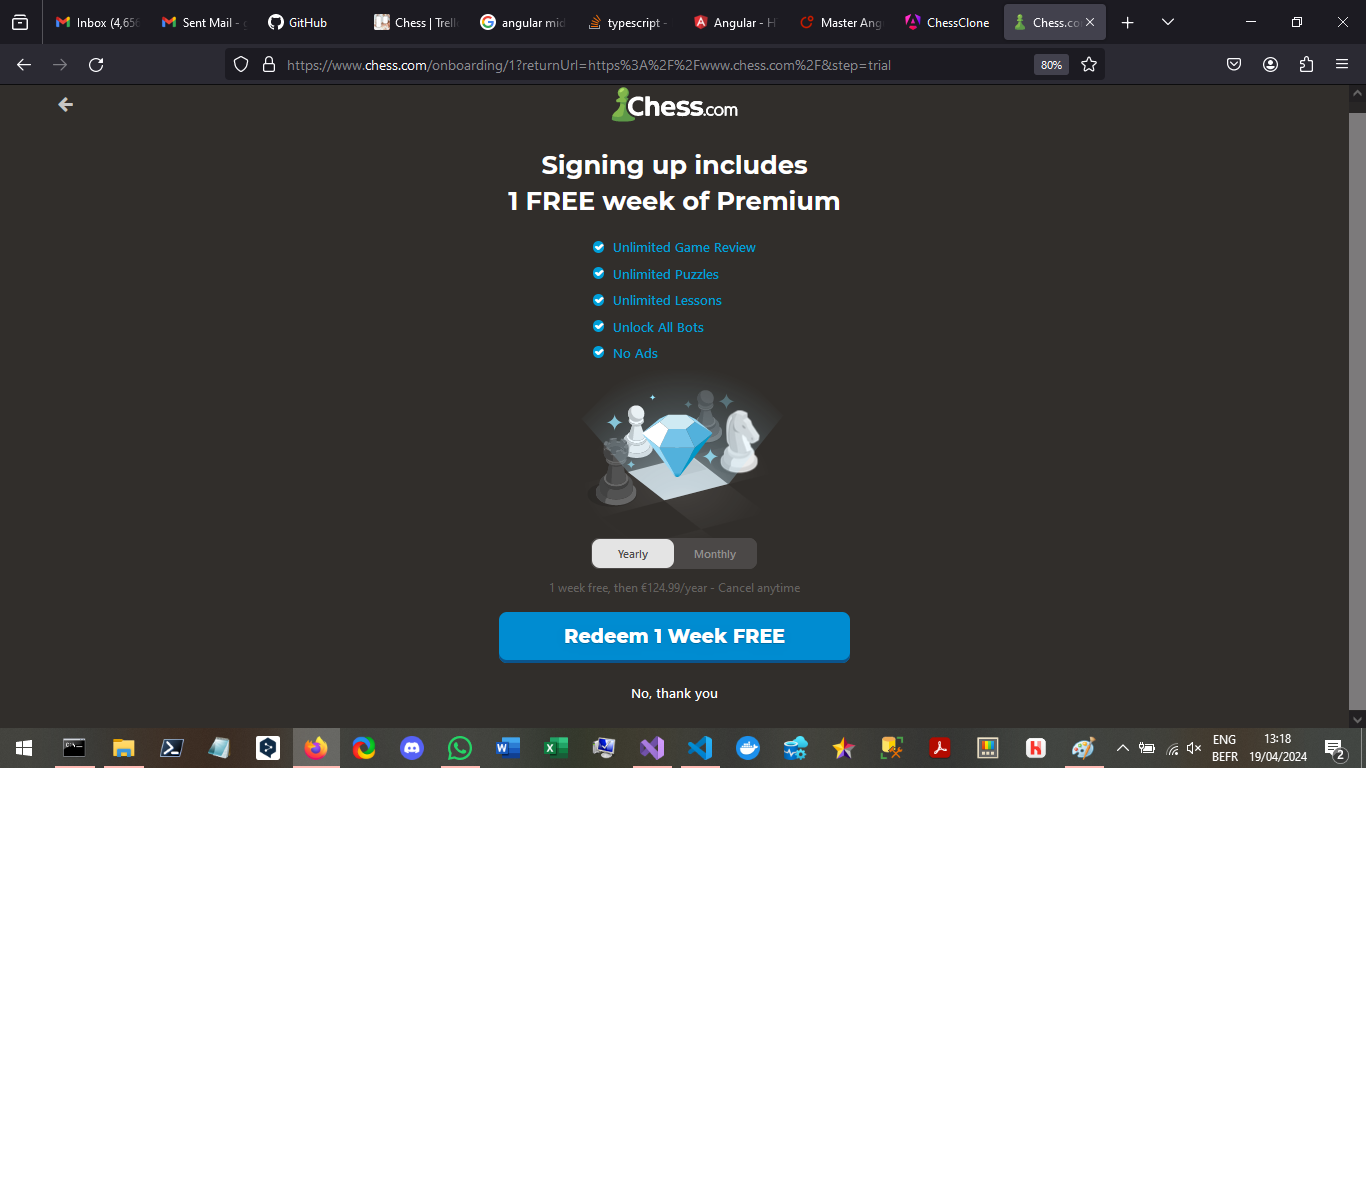 Inbox (4,656
Sent Mail - g
GitHub
Chess | Trell
angular mid
typescript -
Angular - H
Master Ang
ChessClone
Chess.co
https://www.chess.com/onboarding/1?returnUrl=https%3A%2F%2Fwww.chess.com%2F&step=trial
80%
Chess.com
Signing up includes
1 FREE week of Premium
Unlimited Game Review
Unlimited Puzzles
Unlimited Lessons
Unlock All Bots
No Ads
Yearly
Monthly
1 week free, then €124.99/year - Cancel anytime
Redeem 1 Week FREE
No, thank you
ENG
BEFR
13:18
19/04/2024
2